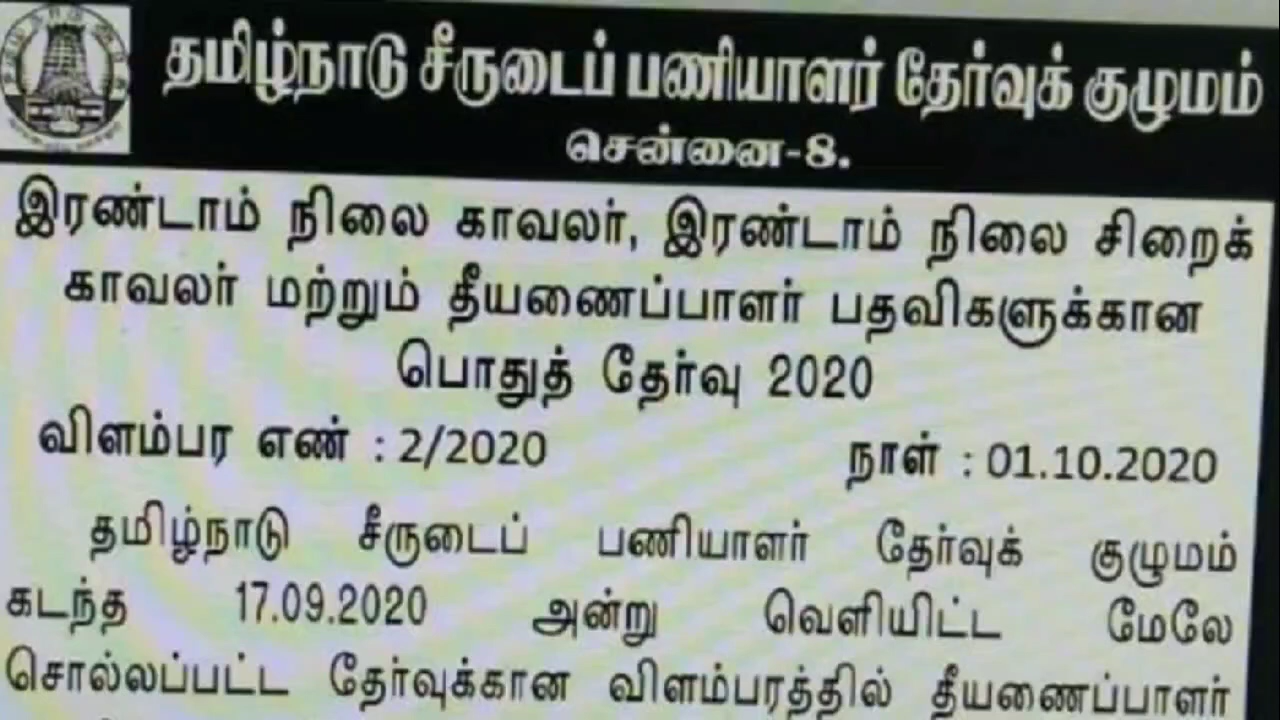 தமிழ்நாடு சீருடைப் பணியாளர் தேர்வுக் குழுமம்
சென்னை-8.
இரண்டாம் நிலை காவலர், இரண்டாம் நிலை சிறைக்
காவலர் மற்றும் தீயணைப்பாளர் பதவிகளுக்கான
பொதுத் தேர்வு 2020
விளம்பர எண் : 2/2020 நாள் : 01.10.2020
தமிழ்நாடு சீருடைப் பணியாளர் தேர்வுக் குழுமம்
கடந்த 17.09.2020 அன்று வெளியிட்ட மேலே
சொல்லப்பட்ட தேர்வுக்கான விளம்பரத்தில் தீயணைப்பாளர்